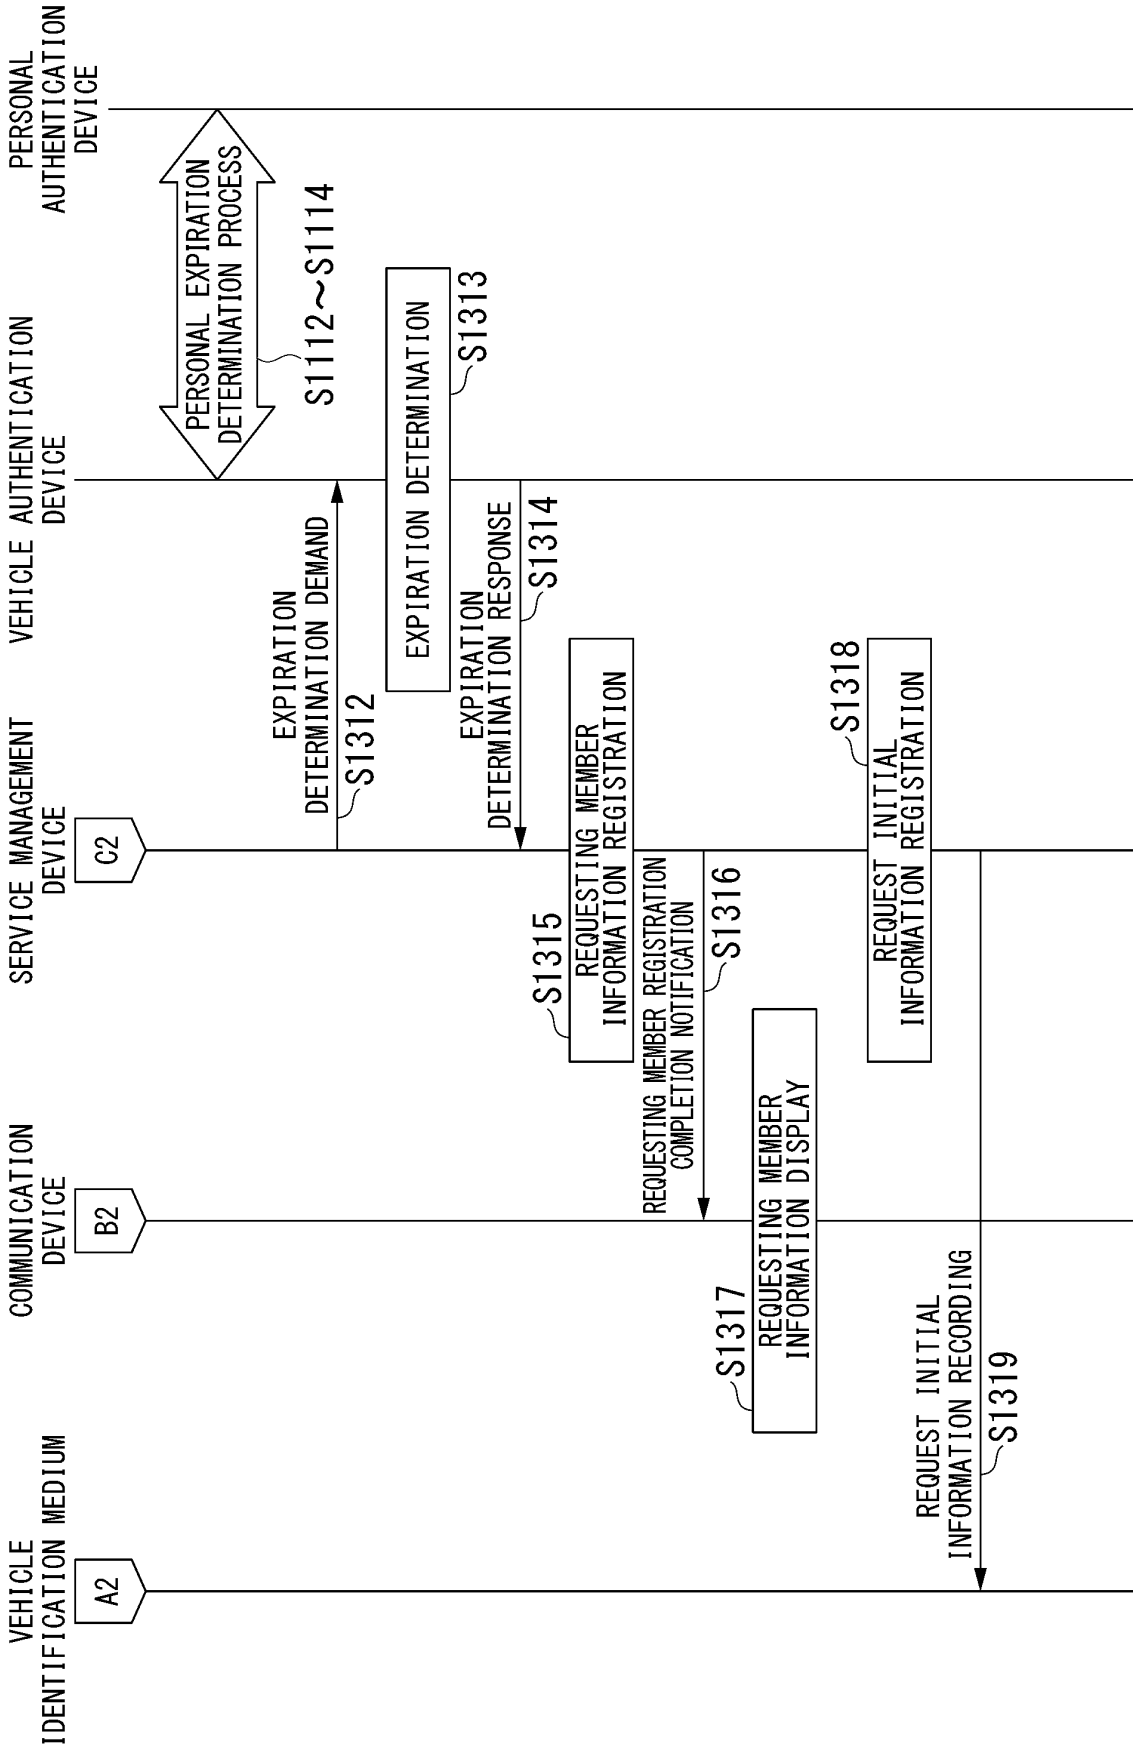 VEHICLE
IDENTIFICATION MEDIUM
COMMUNICATION
DEVICE
SERVICE MANAGEMENT
DEVICE
VEHICLE AUTHENTICATION
DEVICE
PERSONAL
AUTHENTICATION
DEVICE
A2
B2
C2
PERSONAL EXPIRATION
DETERMINATION PROCESS
S1112~S1114
EXPIRATION
DETERMINATION DEMAND
S1312
EXPIRATION DETERMINATION
S1313
EXPIRATION
DETERMINATION RESPONSE
S1314
S1315
REQUESTING MEMBER
INFORMATION REGISTRATION
REQUESTING MEMBER REGISTRATION
COMPLETION NOTIFICATION
S1316
S1317
REQUESTING MEMBER
INFORMATION DISPLAY
S1318
REQUEST INITIAL
INFORMATION REGISTRATION
REQUEST INITIAL
INFORMATION RECORDING
S1319